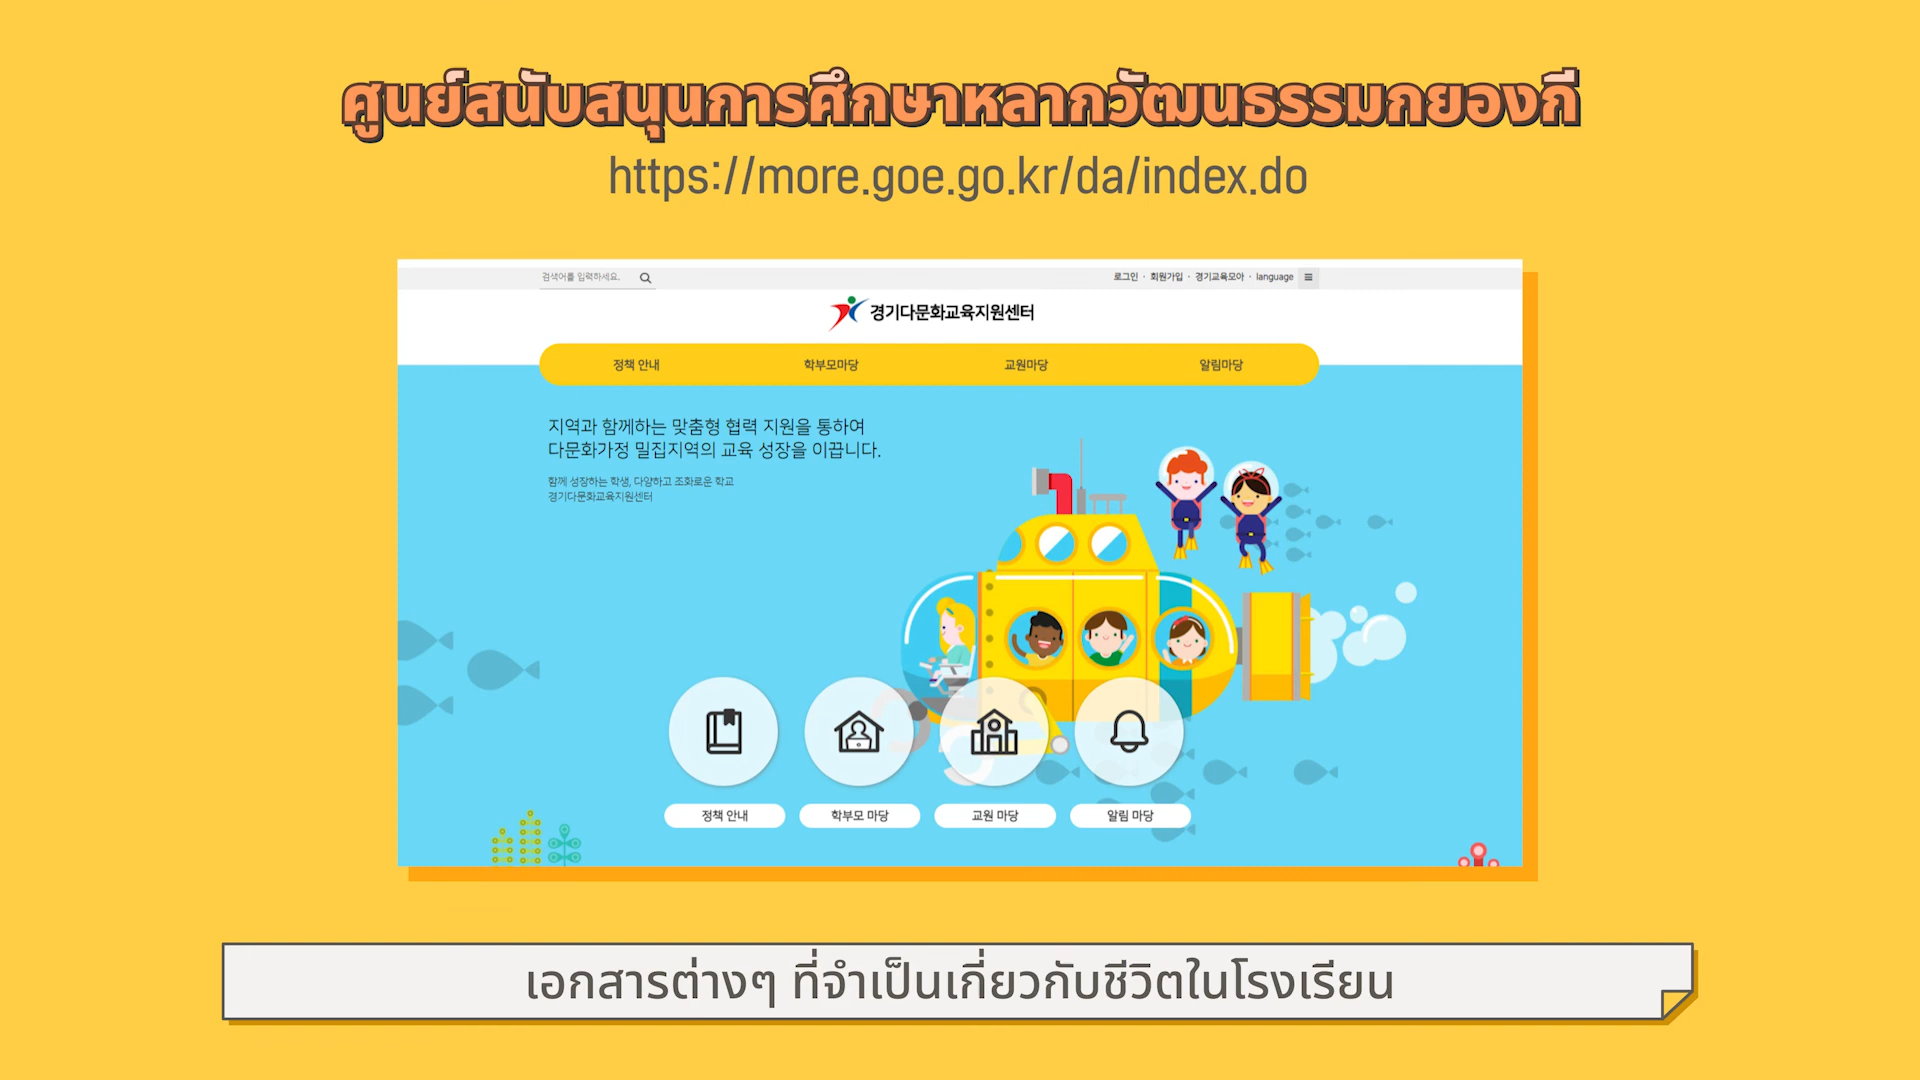 ศูนย์สนับสนุนการศึกษาหลากวัฒนธรรมกยองกี
https://more.goe.go.kr/da/index.do
검색어를 입력하세요.
로그인 · 회원가입 · 경기교육모아 · language
경기다문화교육지원센터
정책 안내 학부모마당 교원마당 알림마당
지역과 함께하는 맞춤형 협력 지원을 통하여
다문화가정 밀집지역의 교육 성장을 이끕니다.
함께 성장하는 학생, 다양하고 조화로운 학교
경기다문화교육지원센터
정책 안내 학부모 마당 교원 마당 알림 마당
เอกสารต่างๆ ที่จำเป็นเกี่ยวกับชีวิตในโรงเรียน